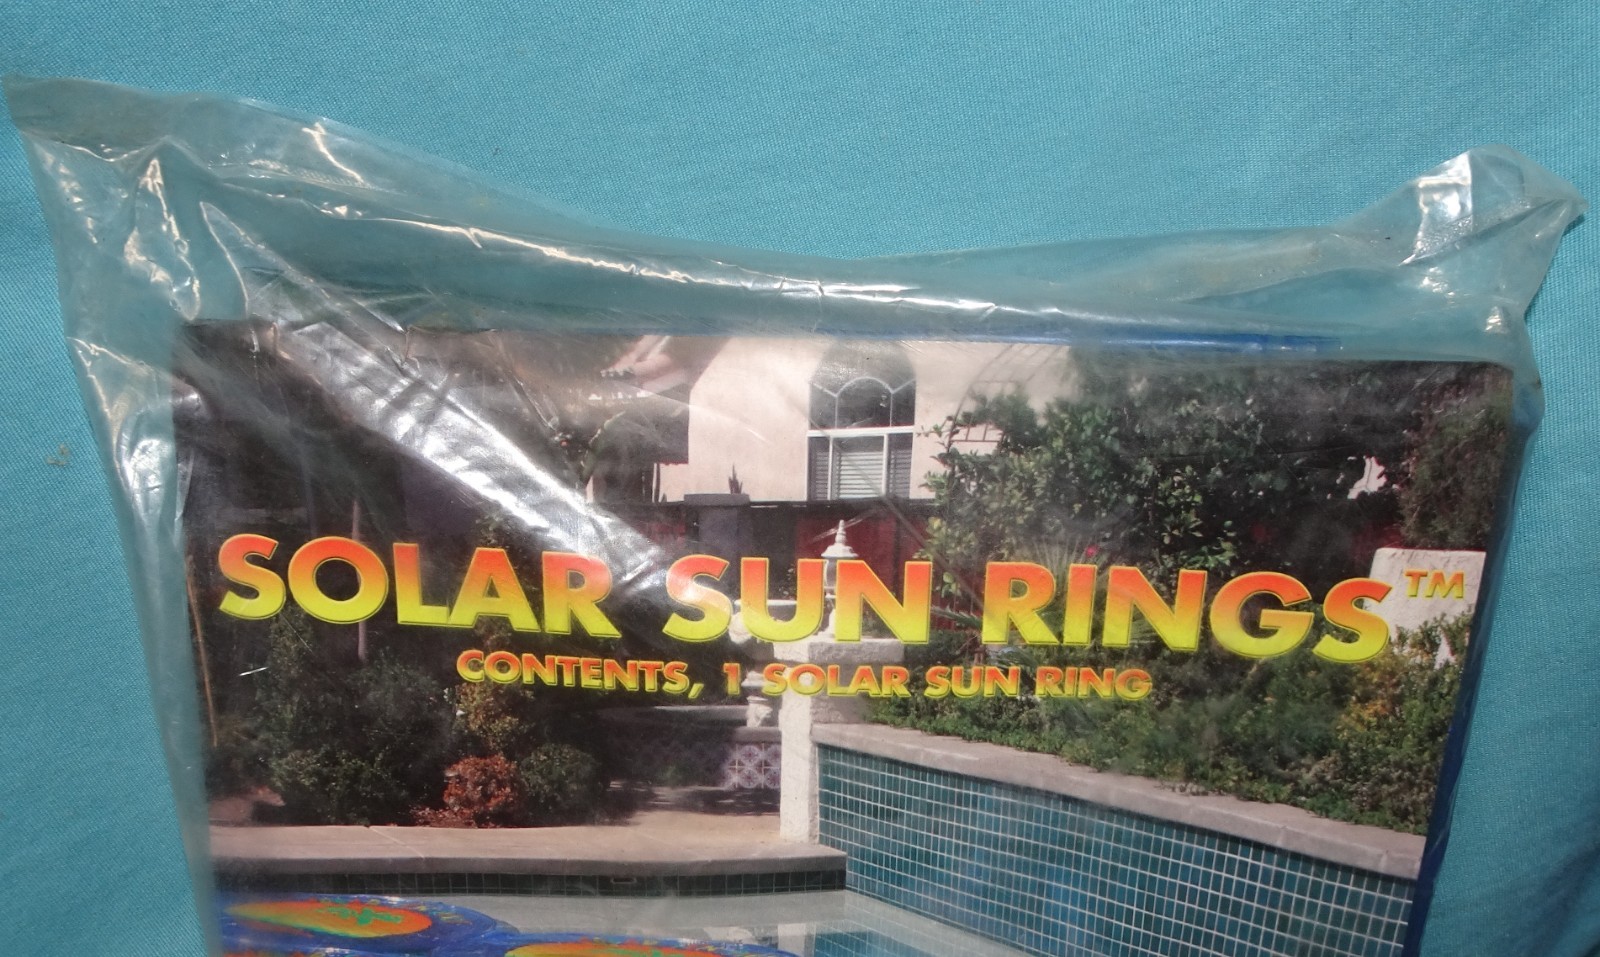 SOLAR SUN RINGS™
CONTENTS, 1 SOLAR SUN RING